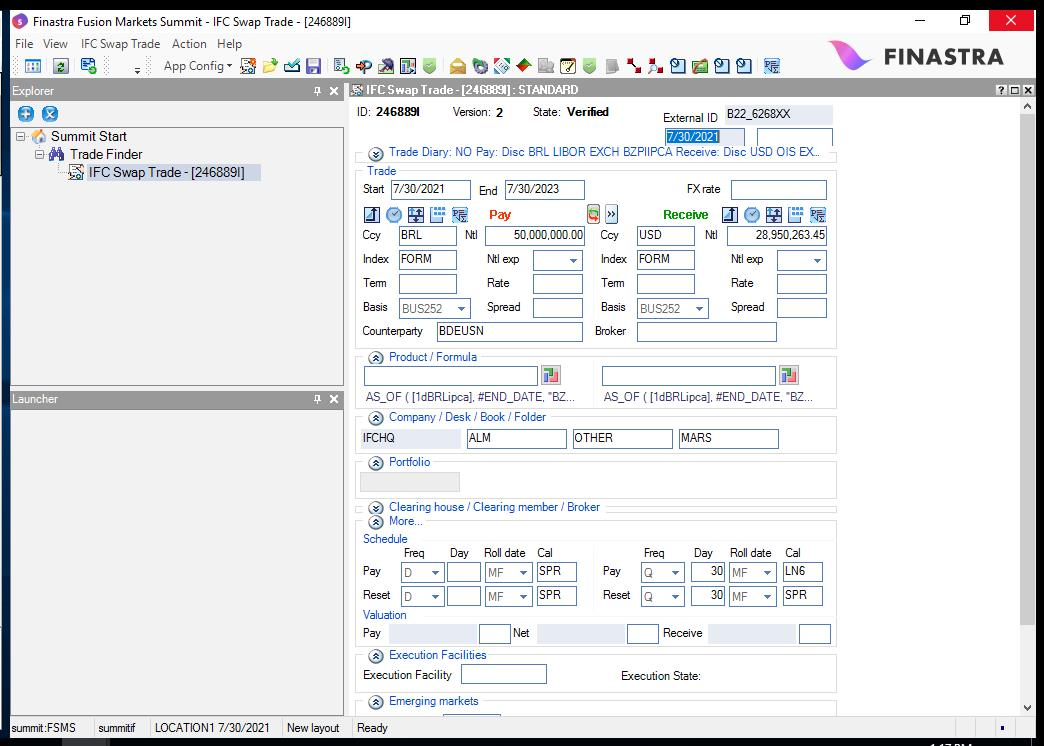 Finastra Fusion Markets Summit - IFC Swap Trade - [246889I]
File View IFC Swap Trade Action Help
App Config
FINASTRA
Explorer
Summit Start
Trade Finder
IFC Swap Trade - [246889I]
Launcher
IFC Swap Trade - [246889I] : STANDARD
ID: 246889I Version: 2 State: Verified External ID B22_6268XX
7/30/2021
Trade Diary: NO Pay: Disc BRL LIBOR EXCH BZPIIPCA Receive: Disc USD OIS EX...
Trade
Start 7/30/2021 End 7/30/2023 FX rate
Pay Receive
Ccy BRL Ntl 50,000,000.00 Ccy USD Ntl 28,950,263.45
Index FORM Ntl exp Index FORM Ntl exp
Term Rate Term Rate
Basis BUS252 Spread Basis BUS252 Spread
Counterparty BDEUSN Broker
Product / Formula
AS_OF ( [1dBRLipca], #END_DATE, "BZ... AS_OF ( [1dBRLipca], #END_DATE, "BZ...
Company / Desk / Book / Folder
IFCHQ ALM OTHER MARS
Portfolio
Clearing house / Clearing member / Broker
More...
Schedule
Freq Day Roll date Cal Freq Day Roll date Cal
Pay D MF SPR Pay Q 30 MF LN6
Reset D MF SPR Reset Q 30 MF SPR
Valuation
Pay Net Receive
Execution Facilities
Execution Facility Execution State:
Emerging markets
summit:FSMS summitif LOCATION1 7/30/2021 New layout Ready